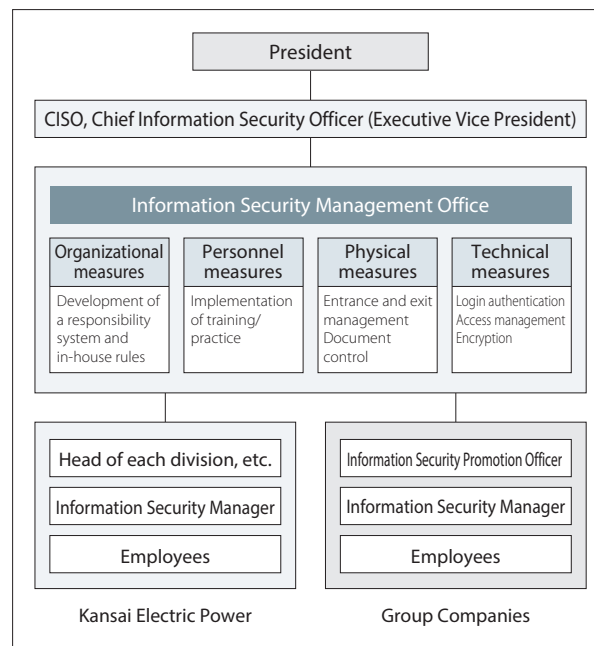 President
CISO, Chief Information Security Officer (Executive Vice President)
Information Security Management Office
Organizational
measures
Development of
a responsibility
system and
in-house rules
Personnel
measures
Implementation
of training/
practice
Physical
measures
Entrance and exit
management
Document
control
Technical
measures
Login authentication
Access management
Encryption
Head of each division, etc.
Information Security Manager
Employees
Kansai Electric Power
Information Security Promotion Officer
Information Security Manager
Employees
Group Companies